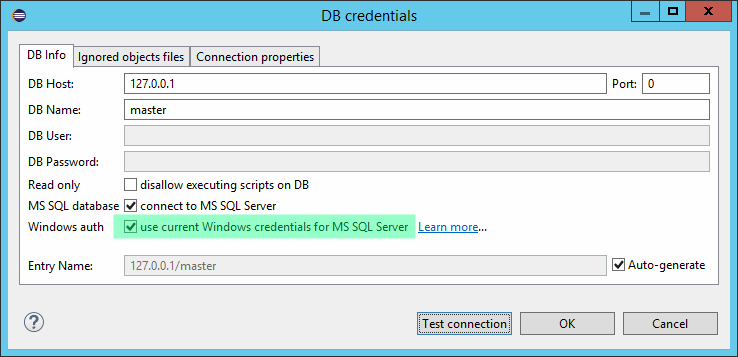 DB credentials
DB Info Ignored objects files Connection properties
DB Host: 127.0.0.1 Port: 0
DB Name: master
DB User:
DB Password:
Read only disallow executing scripts on DB
MS SQL database connect to MS SQL Server
Windows auth use current Windows credentials for MS SQL Server Learn more...
Entry Name: 127.0.0.1/master Auto-generate
? Test connection OK Cancel